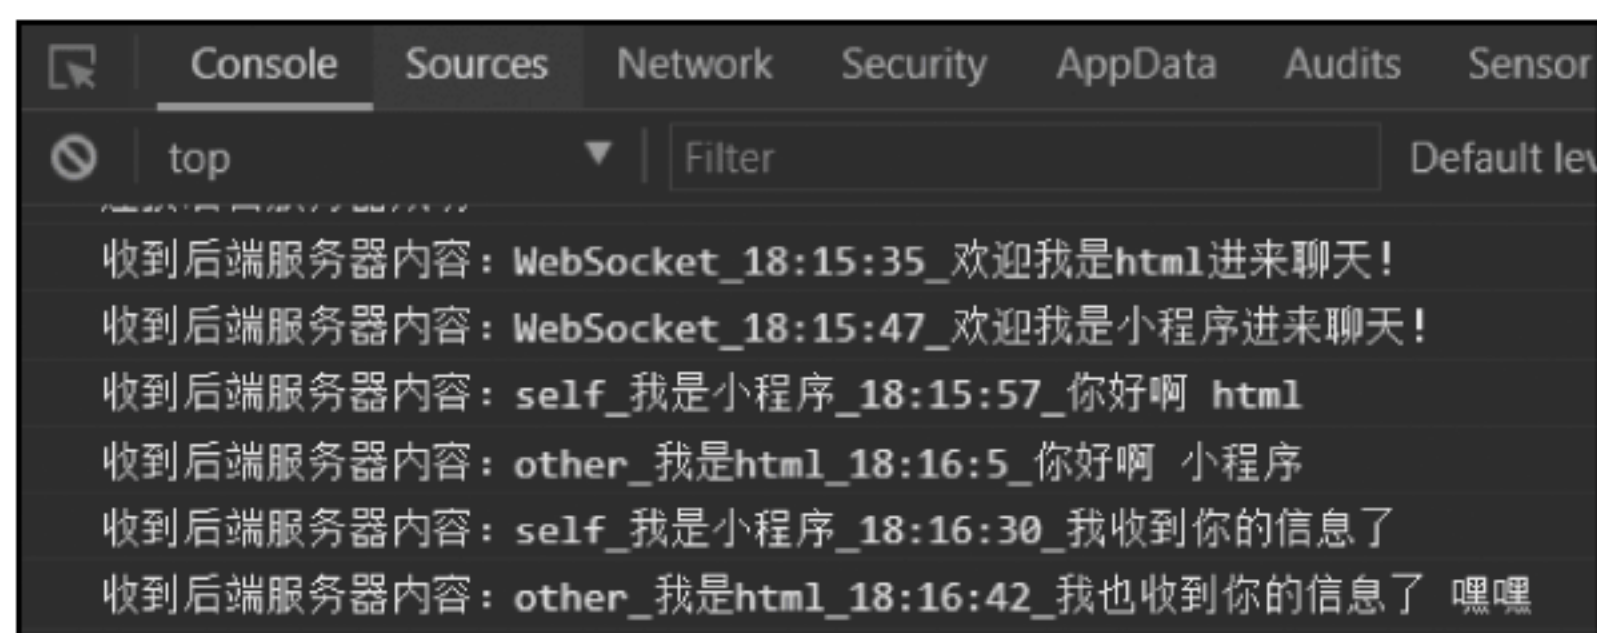 Console Sources Network Security AppData Audits Sensor
top ▼ Filter Default lev
收到后端服务器内容：WebSocket_18:15:35_欢迎我是html进来聊天!
收到后端服务器内容：WebSocket_18:15:47_欢迎我是小程序进来聊天!
收到后端服务器内容：self_我是小程序_18:15:57_你好啊 html
收到后端服务器内容：other_我是html_18:16:5_你好啊 小程序
收到后端服务器内容：self_我是小程序_18:16:30_我收到你的信息了
收到后端服务器内容：other_我是html_18:16:42_我也收到你的信息了 嘿嘿